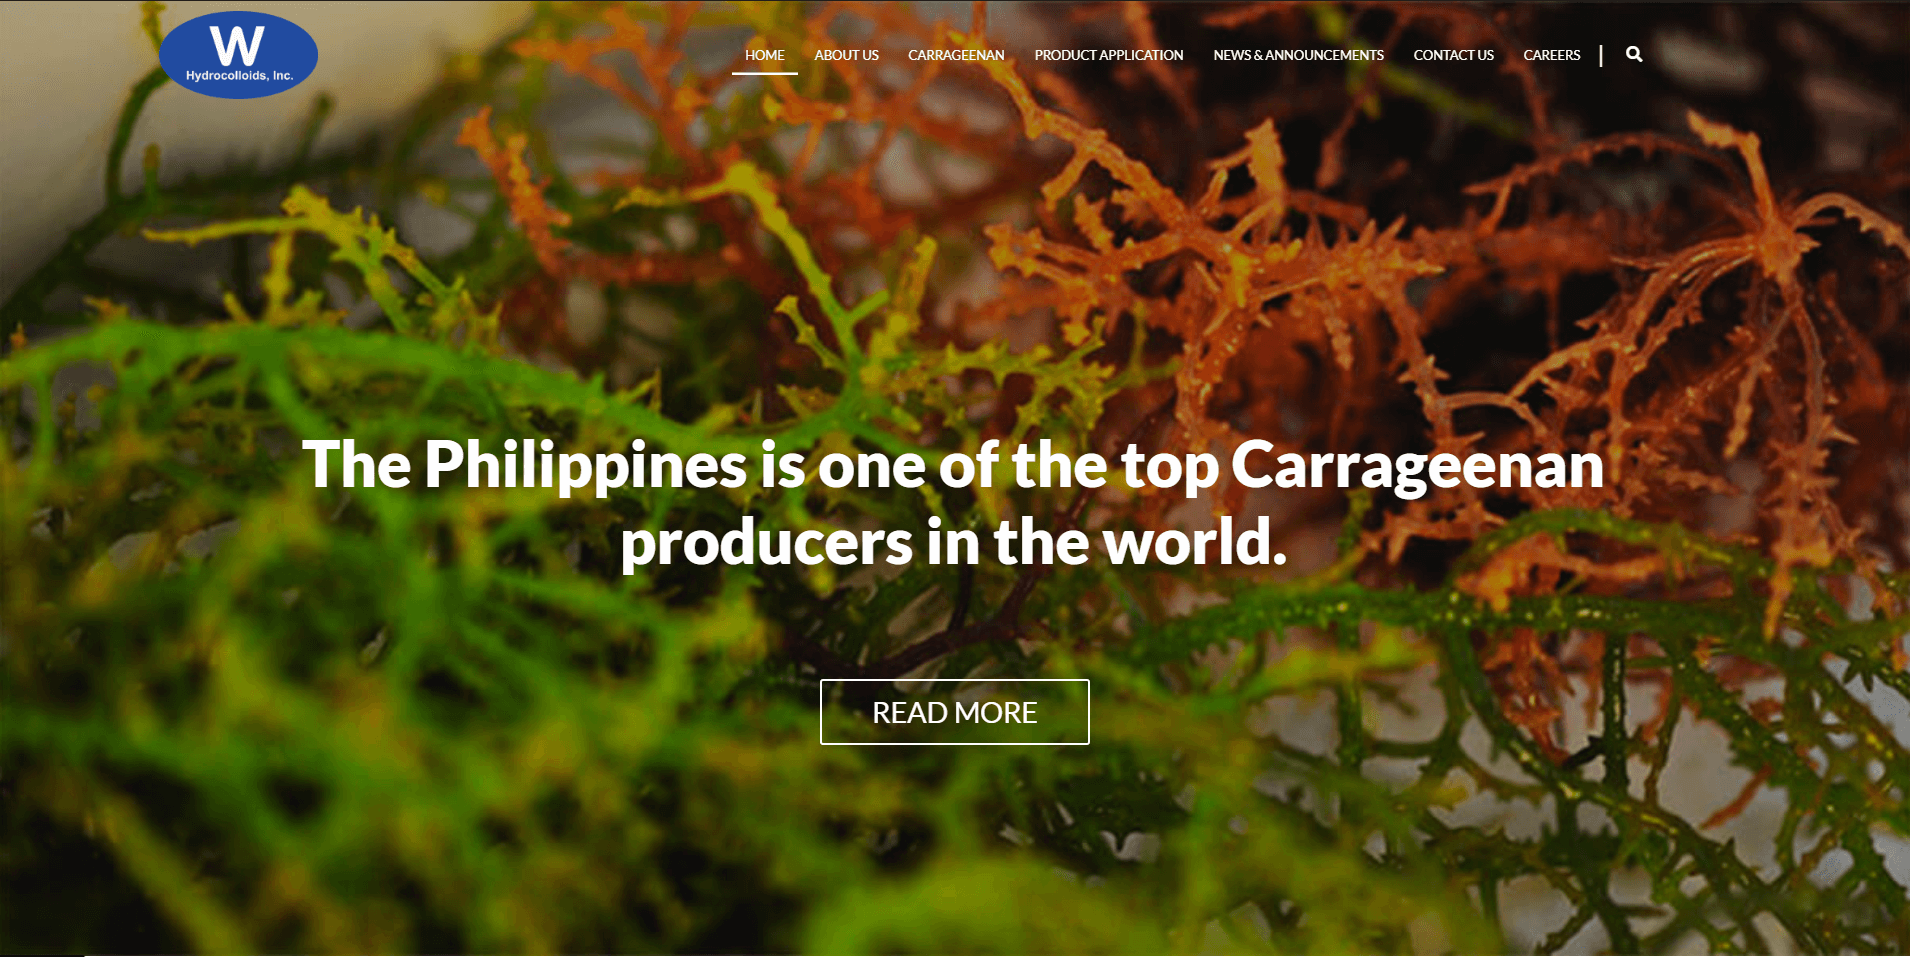 W
Hydrocolloids, Inc.
HOME ABOUT US CARRAGEENAN PRODUCT APPLICATION NEWS & ANNOUNCEMENTS CONTACT US CAREERS
The Philippines is one of the top Carrageenan
producers in the world.
READ MORE